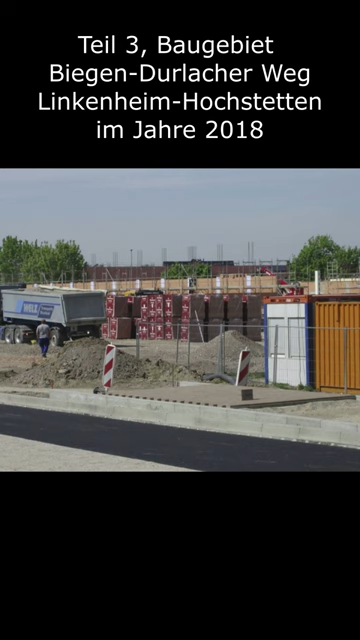 Teil 3, Baugebiet
Biegen-Durlacher Weg
Linkenheim-Hochstetten
im Jahre 2018